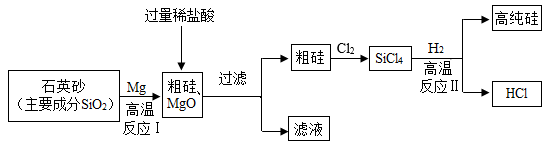 过量稀盐酸
石英砂
（主要成分SiO₂）
Mg
高温
反应Ⅰ
粗硅、
MgO
过滤
粗硅
Cl₂
SiCl₄
H₂
高温
反应Ⅱ
高纯硅
HCl
滤液